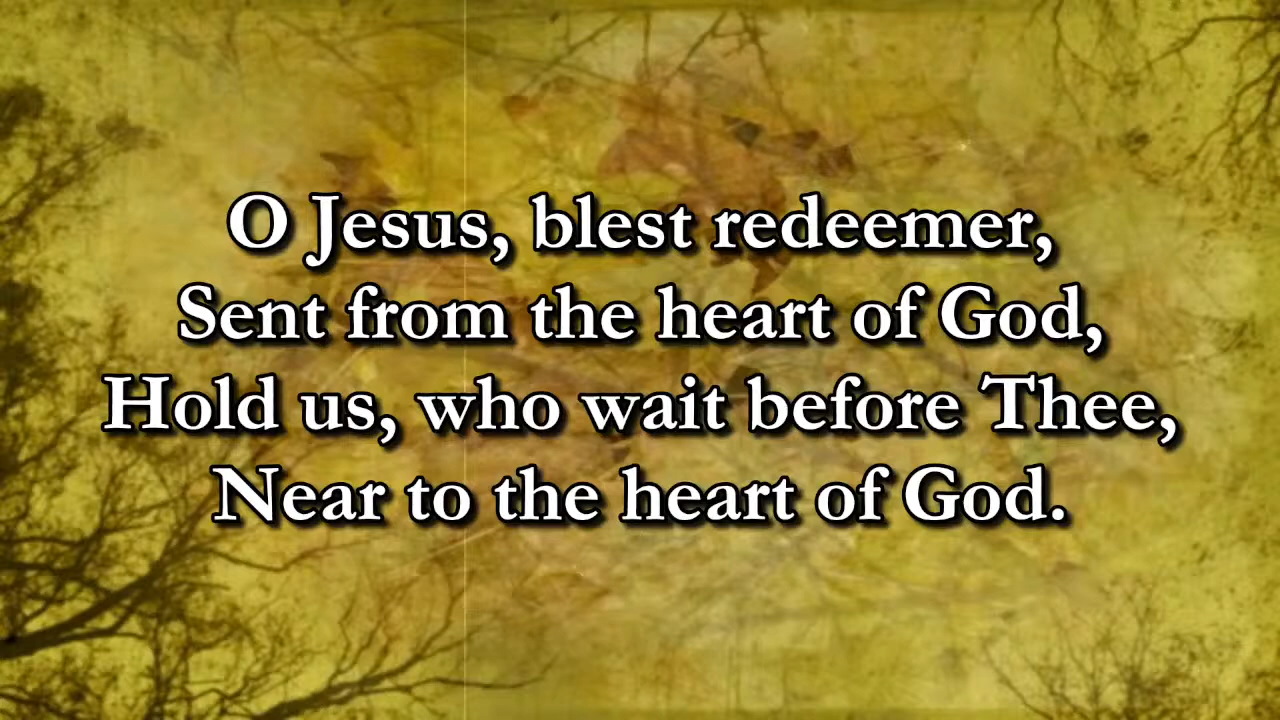 O Jesus, blest redeemer,
Sent from the heart of God,
Hold us, who wait before Thee,
Near to the heart of God.